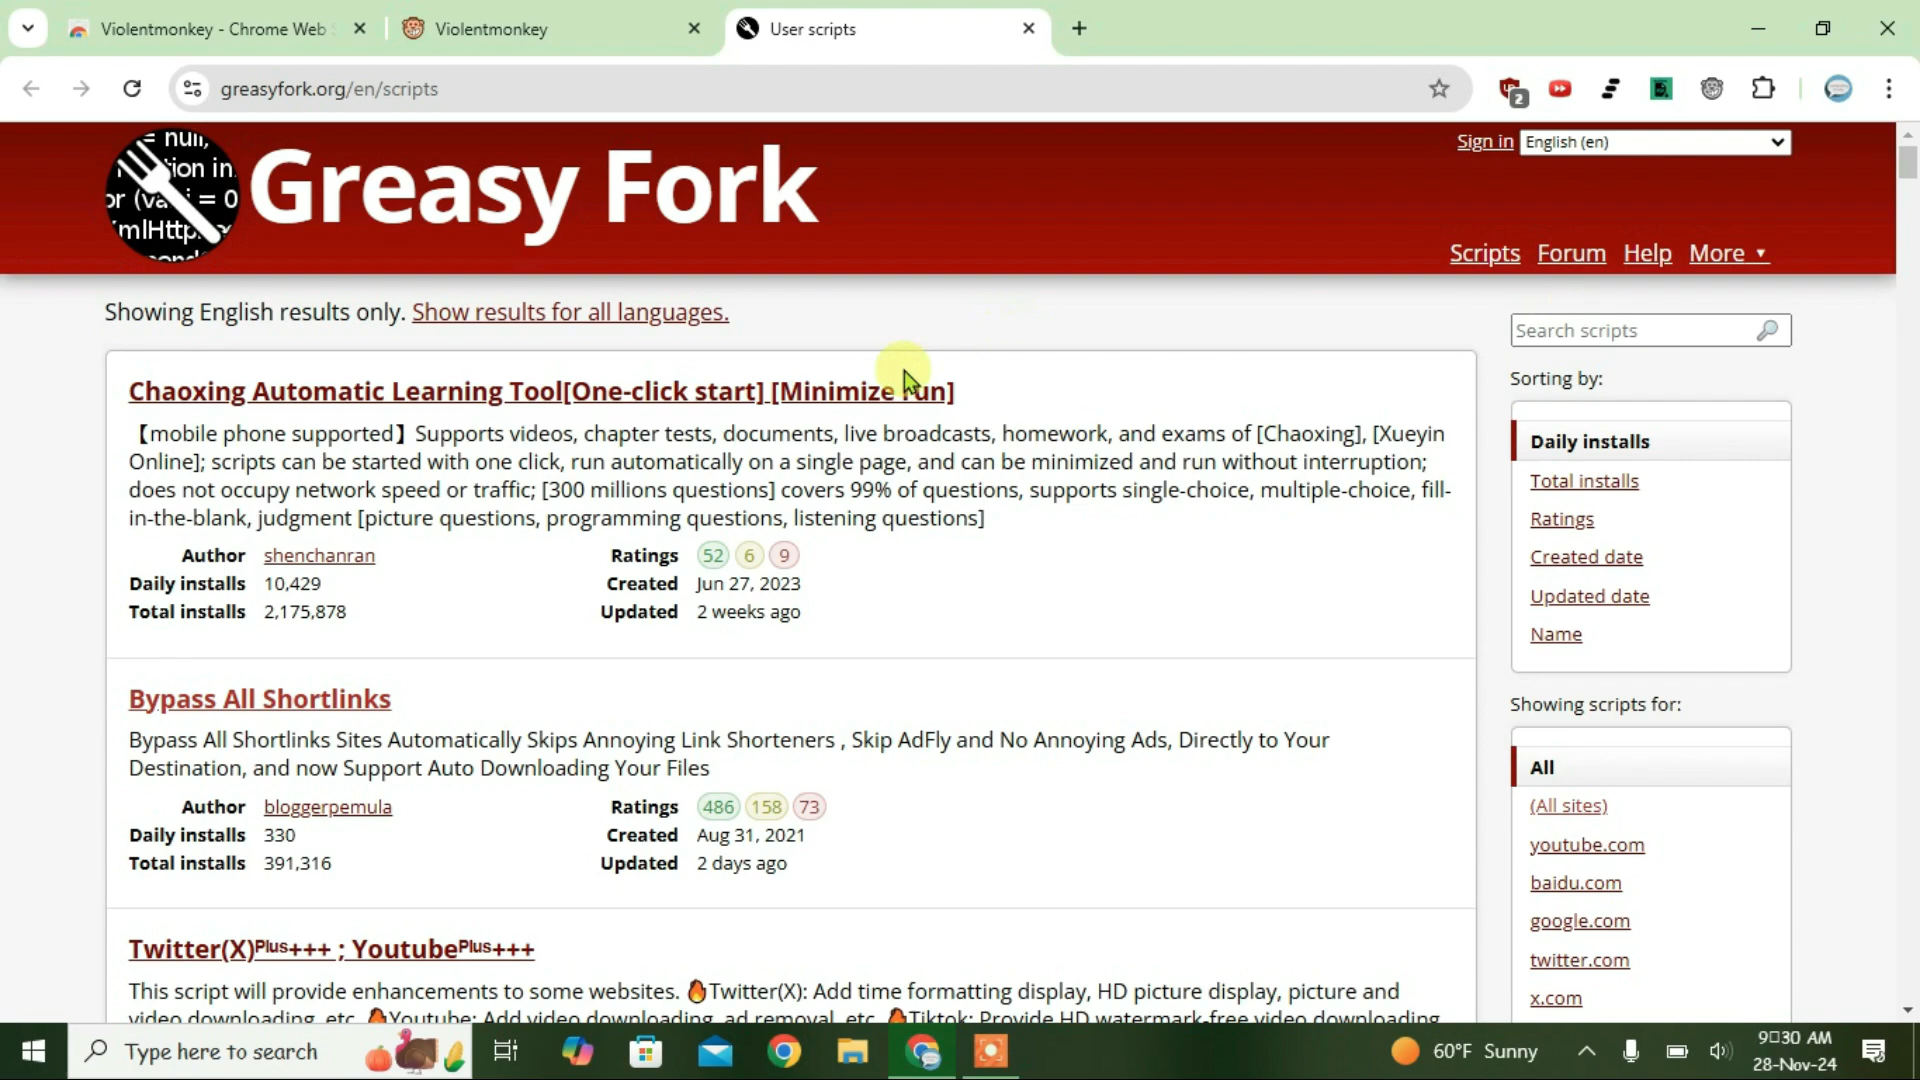 Violentmonkey - Chrome Web S
Violentmonkey
User scripts
greasyfork.org/en/scripts
2
= null,
Greasy Fork
Sign in
English (en)
Scripts Forum Help More ▼
Showing English results only. Show results for all languages.
Chaoxing Automatic Learning Tool[One-click start] [Minimize run]
【mobile phone supported】Supports videos, chapter tests, documents, live broadcasts, homework, and exams of [Chaoxing], [Xueyin
Online]; scripts can be started with one click, run automatically on a single page, and can be minimized and run without interruption;
does not occupy network speed or traffic; [300 millions questions] covers 99% of questions, supports single-choice, multiple-choice, fill-
in-the-blank, judgment [picture questions, programming questions, listening questions]
Author shenchanran Ratings 52 6 9
Daily installs 10,429 Created Jun 27, 2023
Total installs 2,175,878 Updated 2 weeks ago
Bypass All Shortlinks
Bypass All Shortlinks Sites Automatically Skips Annoying Link Shorteners , Skip AdFly and No Annoying Ads, Directly to Your
Destination, and now Support Auto Downloading Your Files
Author bloggerpemula Ratings 486 158 73
Daily installs 330 Created Aug 31, 2021
Total installs 391,316 Updated 2 days ago
Twitter(X)ᴾˡᵘˢ+++ ; Youtubeᴾˡᵘˢ+++
This script will provide enhancements to some websites. 🔥Twitter(X): Add time formatting display, HD picture display, picture and
video downloading, etc. 🔥Youtube: Add video downloading, ad removal, etc. 🔥Tiktok: Provide HD watermark-free video downloading
Search scripts
Sorting by:
Daily installs
Total installs
Ratings
Created date
Updated date
Name
Showing scripts for:
All
(All sites)
youtube.com
baidu.com
google.com
twitter.com
x.com
Type here to search
60°F Sunny
9□30 AM
28-Nov-24